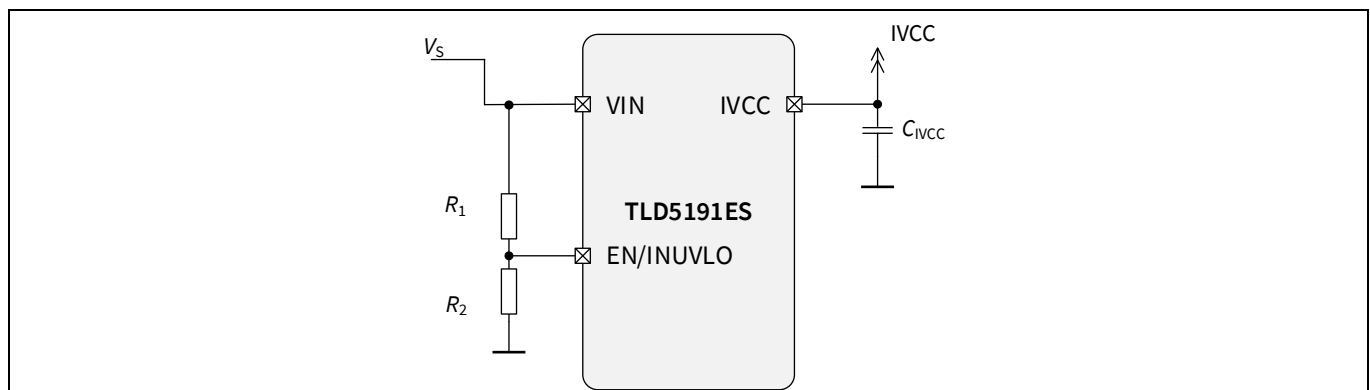 IVCC
VS
VIN
IVCC
CIVCC
R1
TLD5191ES
EN/INUVLO
R2